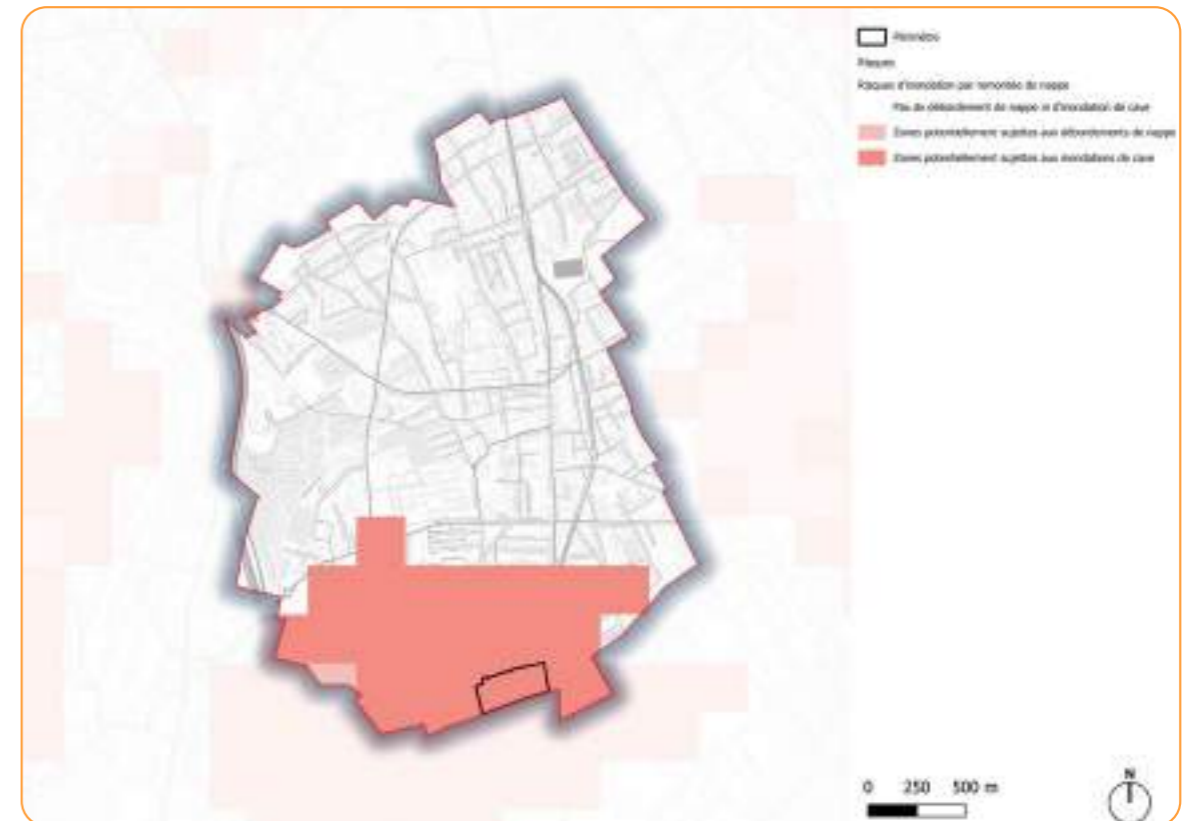 Périmètre
Risques
Risques d'inondation par remontée de nappe
Pas de débordement de nappe ni d'inondation de cave
Zones potentiellement sujettes aux débordements de nappe
Zones potentiellement sujettes aux inondations de cave
N
0 250 500 m